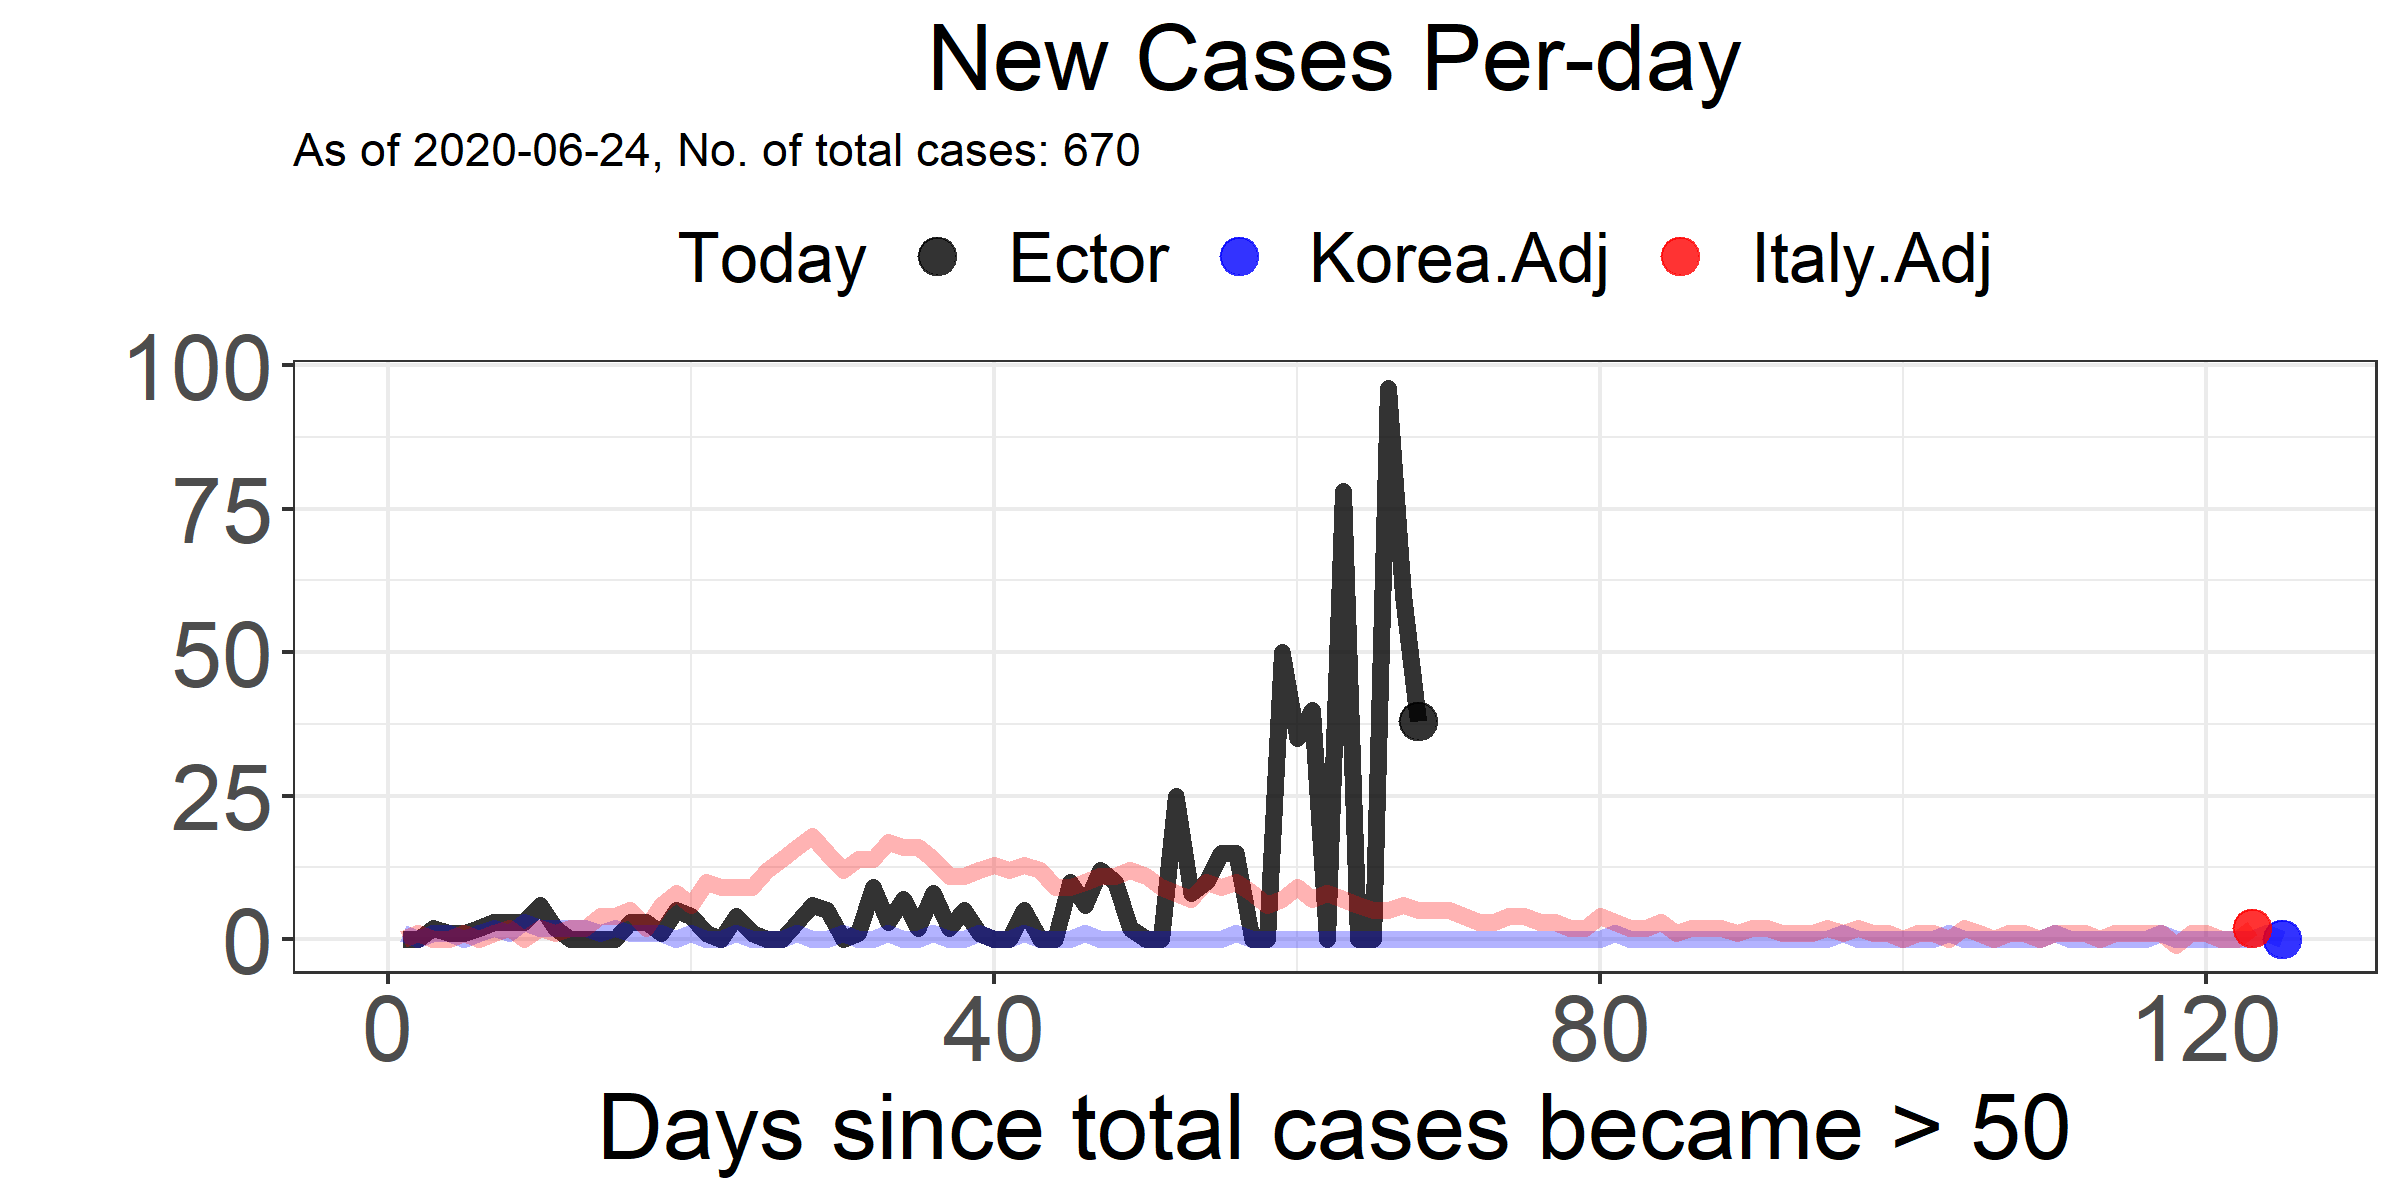 New Cases Per-day
As of 2020-06-24, No. of total cases: 670
Today Ector Korea.Adj Italy.Adj
100
75
50
25
0
0 40 80 120
Days since total cases became > 50